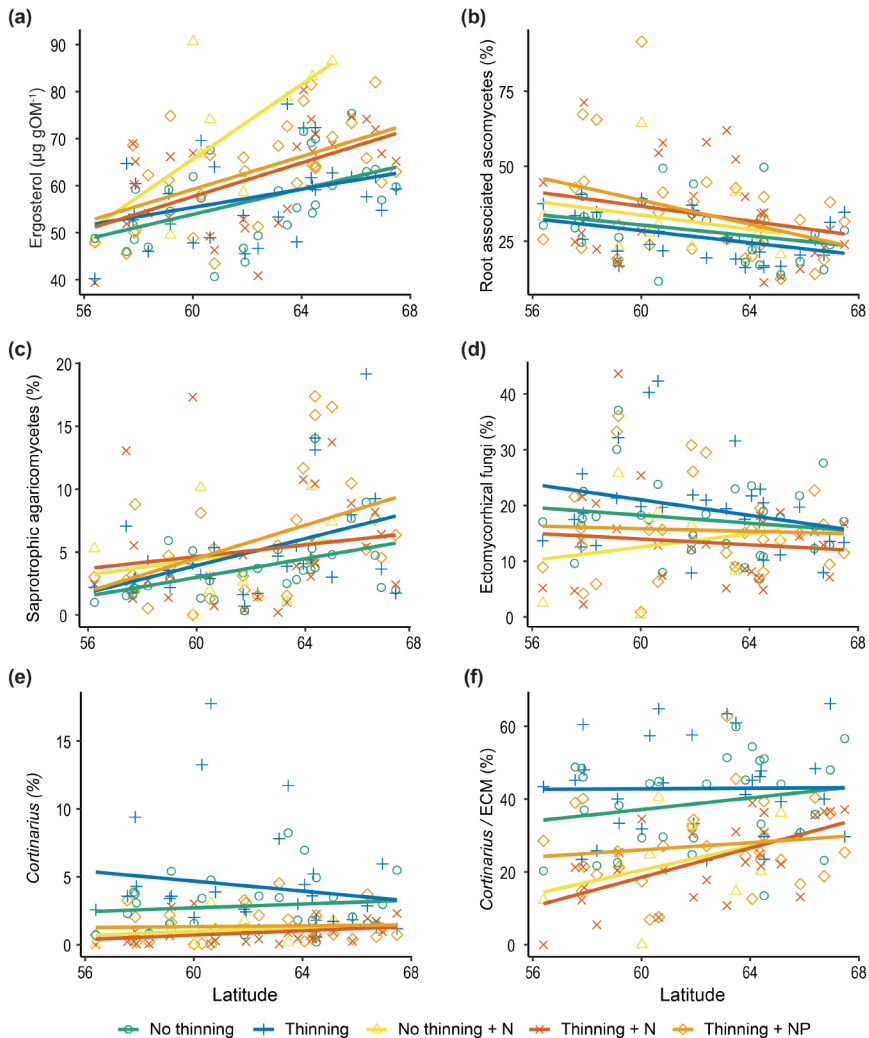 (a)
Ergosterol (µg gOM⁻¹)
90
80
70
60
50
40
56 60 64 68
(b)
Root associated ascomycetes (%)
75
50
25
56 60 64 68
(c)
Saprotrophic agaricomycetes (%)
20
15
10
5
0
56 60 64 68
(d)
Ectomycorrhizal fungi (%)
40
30
20
10
0
56 60 64 68
(e)
Cortinarius (%)
15
10
5
0
56 60 64 68
Latitude
(f)
Cortinarius / ECM (%)
60
40
20
0
56 60 64 68
Latitude
No thinning Thinning No thinning + N Thinning + N Thinning + NP